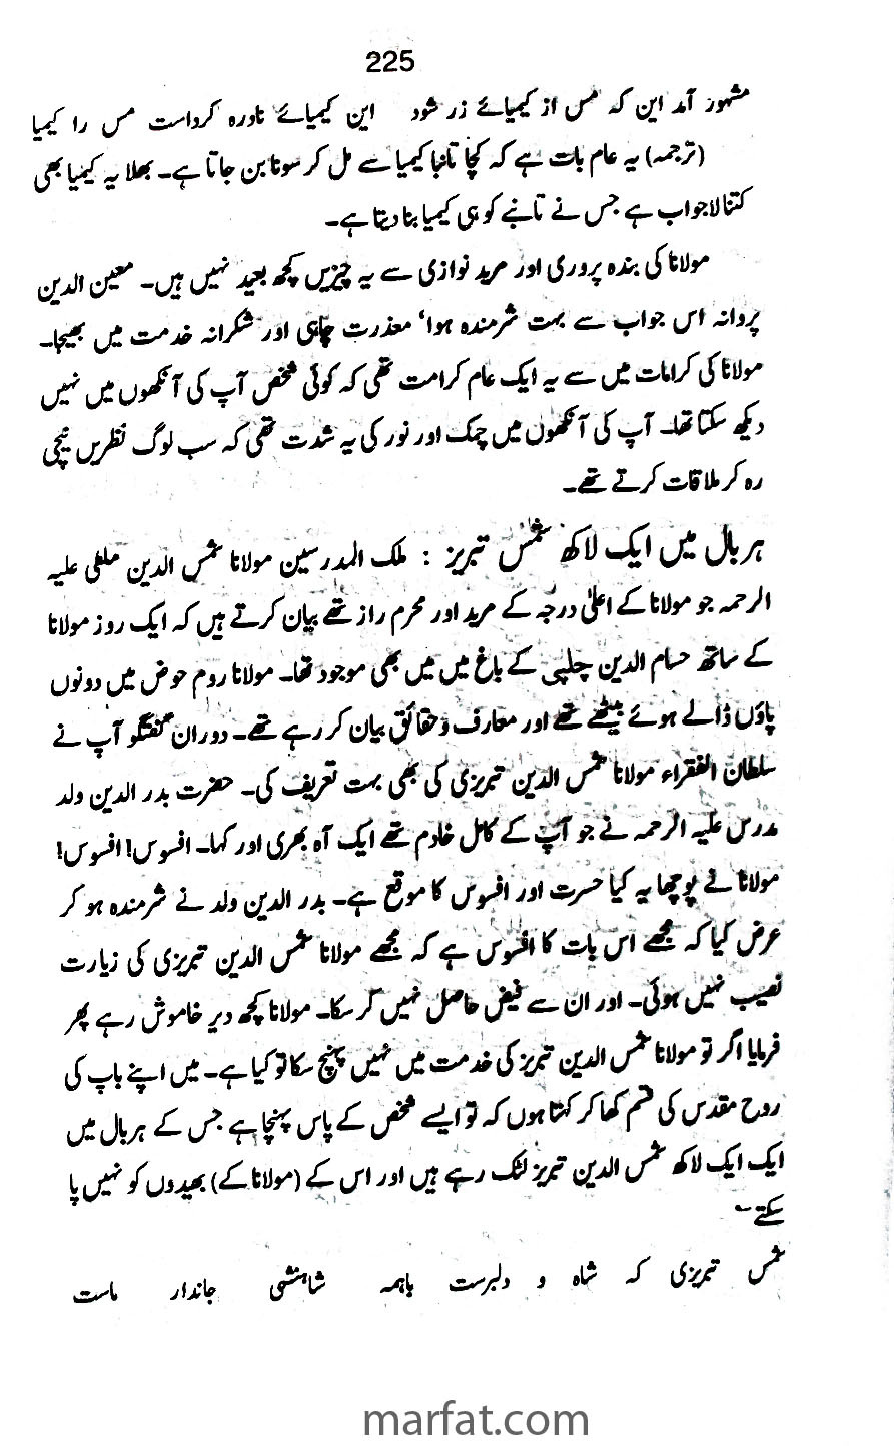 225
مشہور آمد این کہ مس از کیمیائے زر شود این کیمیائے نادرہ کرداست مس را کیمیا
(ترجمہ) یہ عام بات ہے کہ کچا تانبا کیمیا سے مل کر سونا بن جاتا ہے۔ بھلا یہ کیمیا بھی
کتنا لاجواب ہے جس نے تانبے کو ہی کیمیا بنا دیتا ہے۔
مولانا کی بندہ پروری اور مرید نوازی سے یہ چیزیں کچھ بعید نہیں ہیں۔ معین الدین
پروانہ اس جواب سے بہت شرمندہ ہوا، معذرت چاہی اور شکرانہ خدمت میں بھیجا۔
مولانا کی کرامات میں سے یہ ایک عام کرامت تھی کہ کوئی شخص آپ کی آنکھوں میں نہیں
دیکھ سکتا تھا۔ آپ کی آنکھوں میں چمک اور نور کی یہ شدت تھی کہ سب لوگ نظریں نیچی
رہ کر ملاقات کرتے تھے۔
ہر بال میں ایک لاکھ شمس تبریز : ملک المدرسین مولانا شمس الدین ملطی علیہ
الرحمہ جو مولانا کے اعلیٰ درجہ کے مرید اور محرم راز تھے بیان کرتے ہیں کہ ایک روز مولانا
کے ساتھ حسام الدین چلپی کے باغ میں میں بھی موجود تھا۔ مولانا روم حوض میں دونوں
پاؤں ڈالے ہوئے بیٹھے تھے اور معارف و حقائق بیان کر رہے تھے۔ دوران گفتگو آپ نے
سلطان الفقراء مولانا شمس الدین تبریزی کی بھی بہت تعریف کی۔ حضرت بدر الدین ولد
مدرس علیہ الرحمہ نے جو آپ کے کامل خادم تھے ایک آہ بھری اور کہا۔ افسوس! افسوس!
مولانا نے پوچھا یہ کیا حسرت اور افسوس کا موقع ہے۔ بدر الدین ولد نے شرمندہ ہو کر
عرض کیا کہ مجھے اس بات کا افسوس ہے کہ مجھے مولانا شمس الدین تبریزی کی زیارت
نصیب نہیں ہوئی۔ اور ان سے فیض حاصل نہیں کر سکا۔ مولانا کچھ دیر خاموش رہے پھر
فرمایا اگر تو مولانا شمس الدین تبریز کی خدمت میں نہیں پہنچ سکا تو کیا ہے۔ میں اپنے باپ کی
روح مقدس کی قسم کھا کر کہتا ہوں کہ تو ایسے شخص کے پاس پہنچا ہے جس کے ہر بال میں
ایک ایک لاکھ شمس الدین تبریز لٹک رہے ہیں اور اس کے (مولانا کے) بھیدوں کو نہیں پا
سکتے۔
شمس تبریزی کہ شاہ و دلبرست باہمہ شاہنشی جاندار ماست
marfat.com